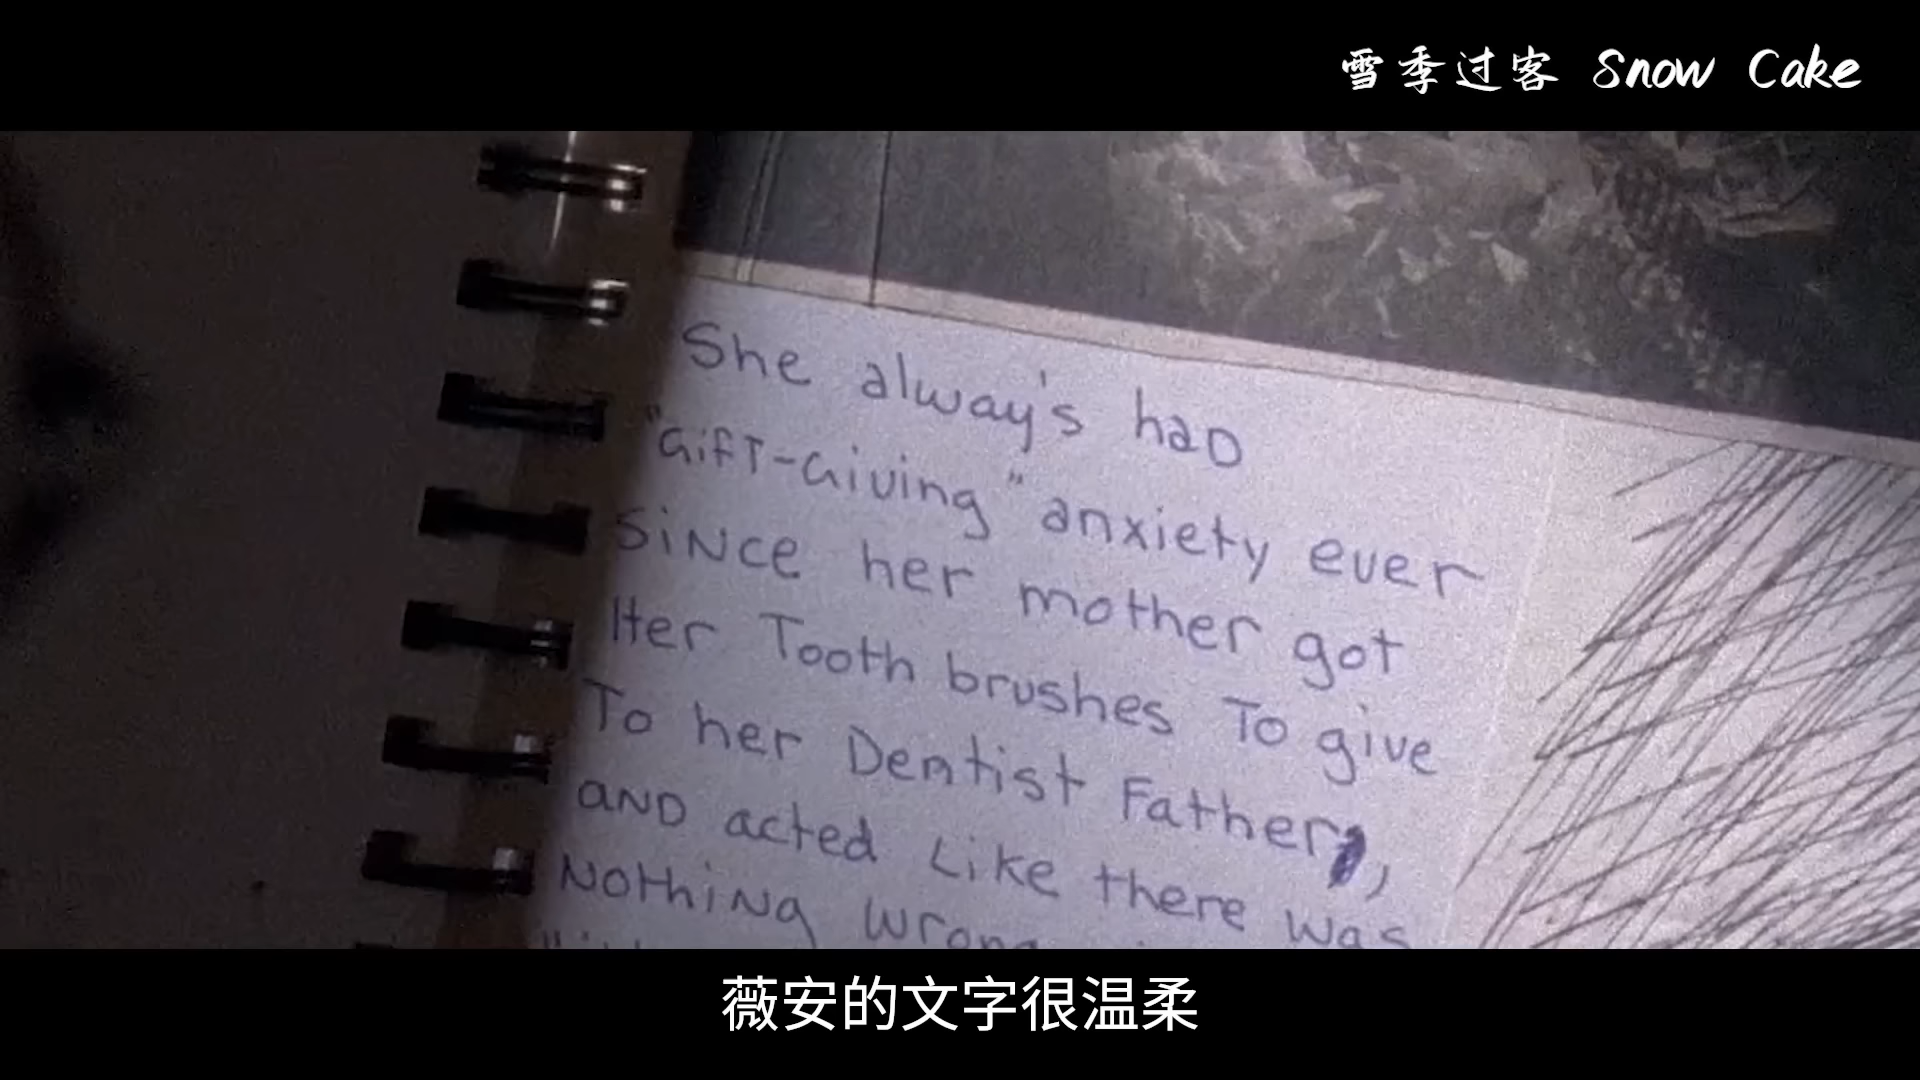 雪季过客 Snow Cake
She alway's had
"Gift-Giving" anxiety ever
since her mother got
Her Tooth brushes To give
To her Dentist Father,
and acted Like there was
Nothing wrong
薇安的文字很温柔